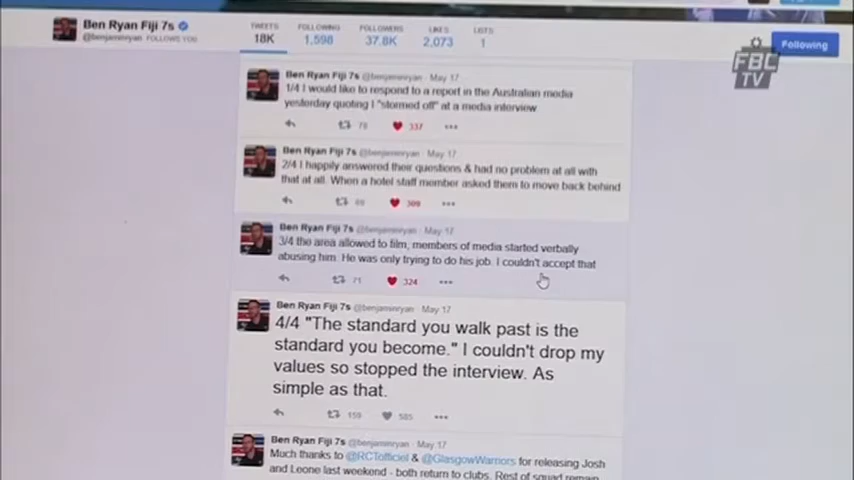 Ben Ryan Fiji 7s
@benjaminryan FOLLOWS YOU
TWEETS
18K
FOLLOWING
1,598
FOLLOWERS
37.8K
LIKES
2,073
LISTS
1
Following
FBC
TV
Ben Ryan Fiji 7s @benjaminryan · May 17
1/4 I would like to respond to a report in the Australian media
yesterday quoting I "stormed off" at a media interview
78
337
Ben Ryan Fiji 7s @benjaminryan · May 17
2/4 I happily answered their questions & had no problem at all with
that at all. When a hotel staff member asked them to move back behind
309
Ben Ryan Fiji 7s @benjaminryan · May 17
3/4 the area allowed to film, members of media started verbally
abusing him. He was only trying to do his job. I couldn't accept that
71
324
Ben Ryan Fiji 7s @benjaminryan · May 17
4/4 "The standard you walk past is the
standard you become." I couldn't drop my
values so stopped the interview. As
simple as that.
159
585
Ben Ryan Fiji 7s @benjaminryan · May 17
Much thanks to @RCTofficiel & @GlasgowWarriors for releasing Josh
and Leone last weekend - both return to clubs. Rest of squad remain